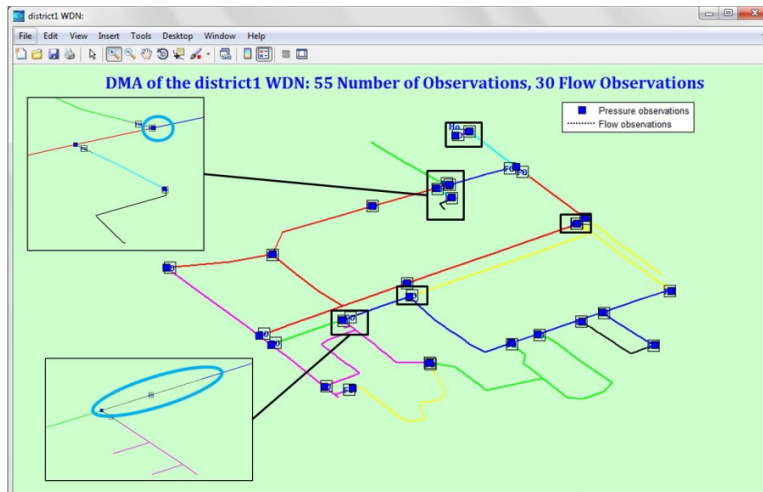 district1 WDN:
File Edit View Insert Tools Desktop Window Help
DMA of the district1 WDN: 55 Number of Observations, 30 Flow Observations
Pressure observations
Flow observations